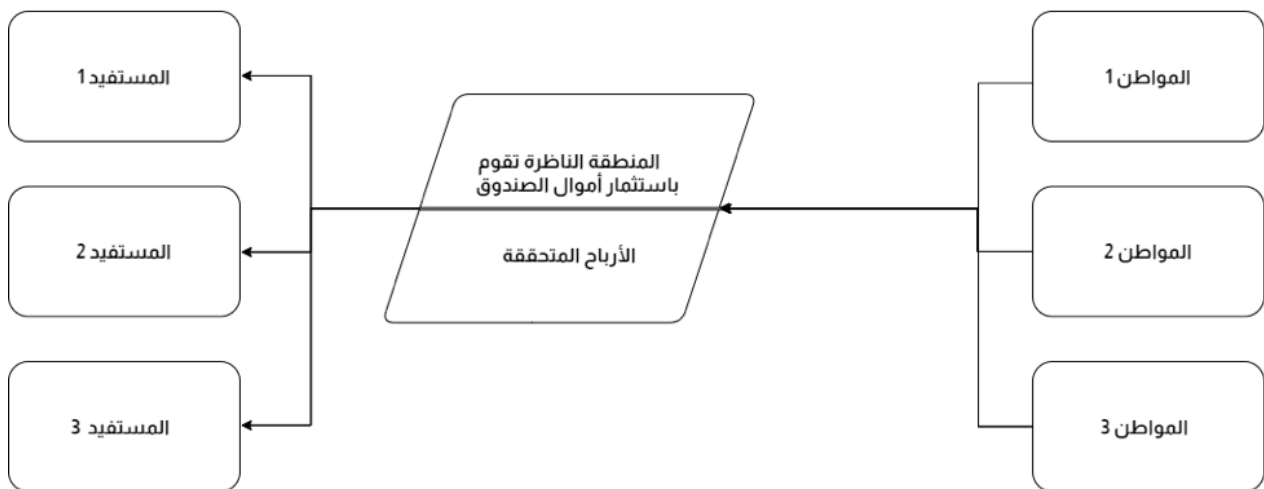 المواطن 1
المواطن 2
المواطن 3
المنطقة الناظرة تقوم
باستثمار أموال الصندوق
الأرباح المتحققة
المستفيد 1
المستفيد 2
المستفيد 3